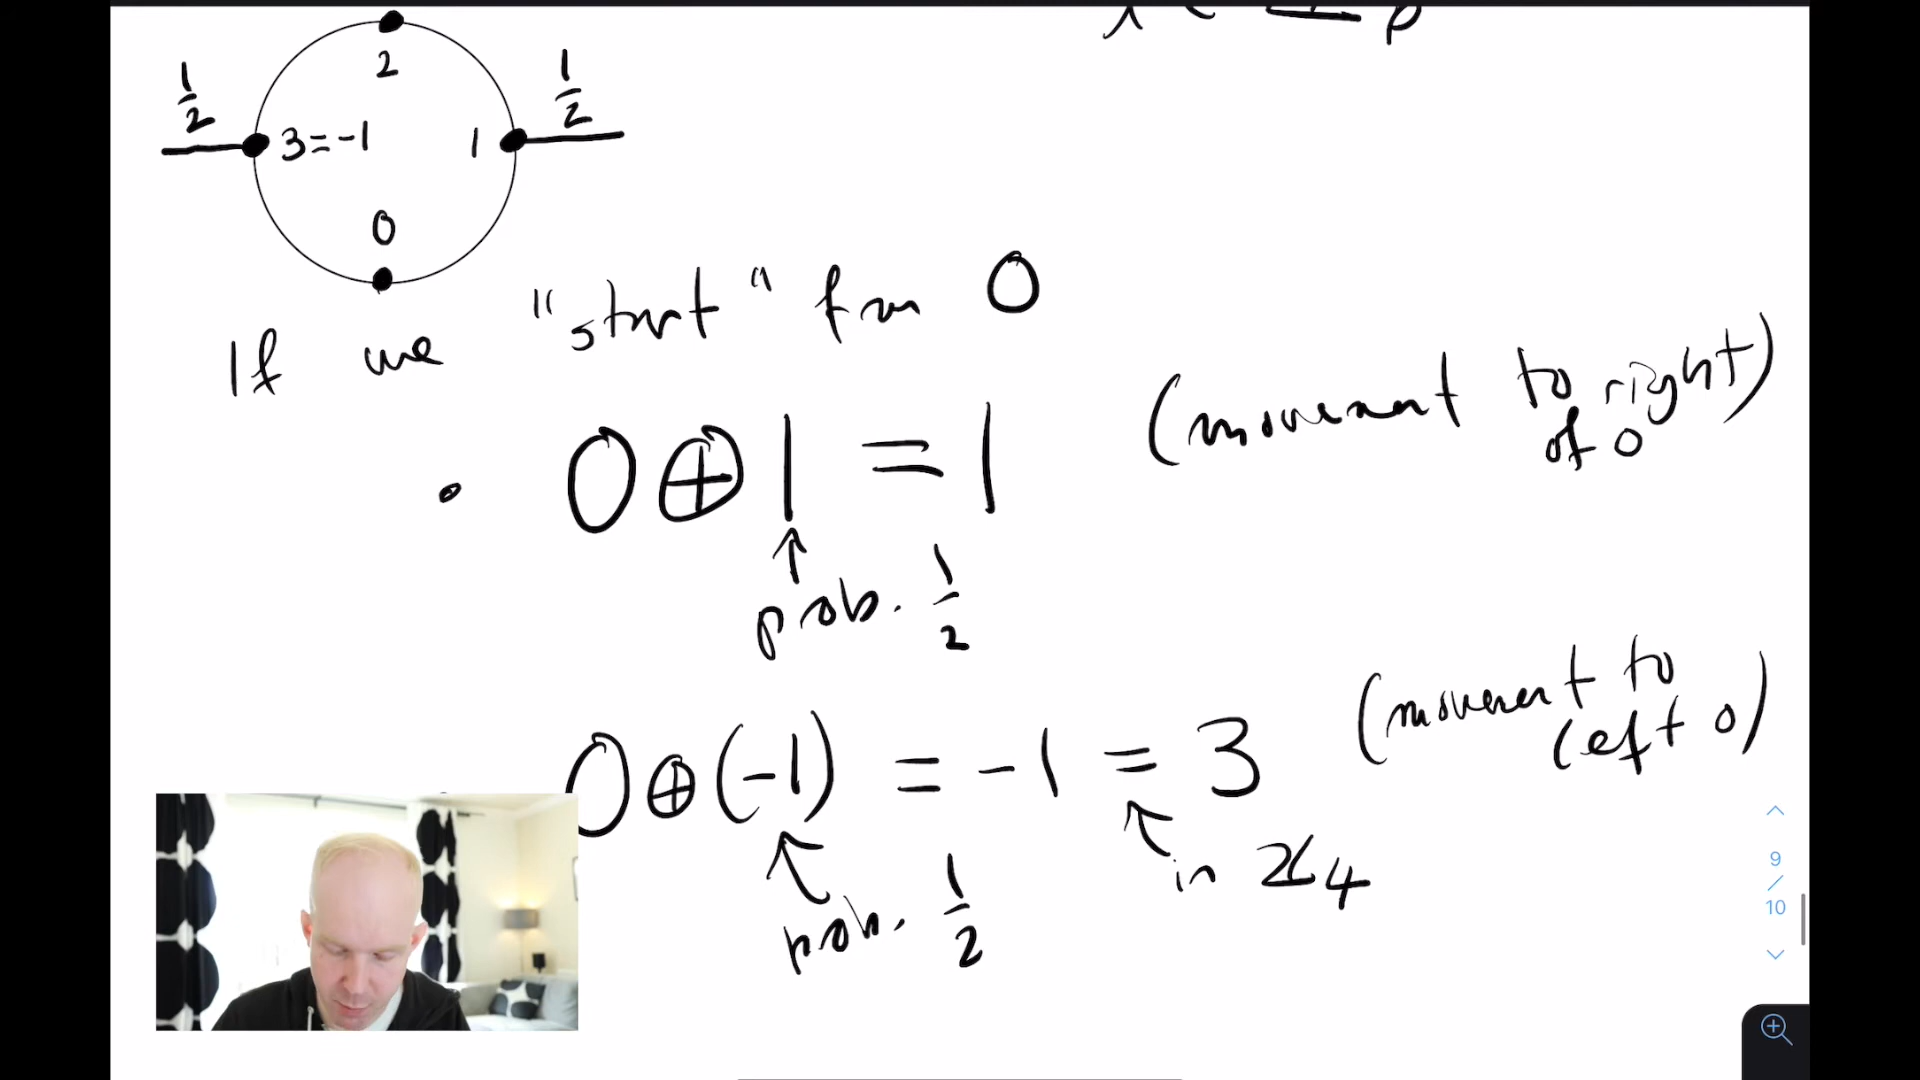 2
1/2
1/2
3=-1
1
0
If we "start" from 0
0⊕1=1
(movement to right
of 0)
↑
prob. 1/2
0⊕(-1) = -1 = 3
(movement to
left 0)
in ℤ4
prob. 1/2
9
/
10